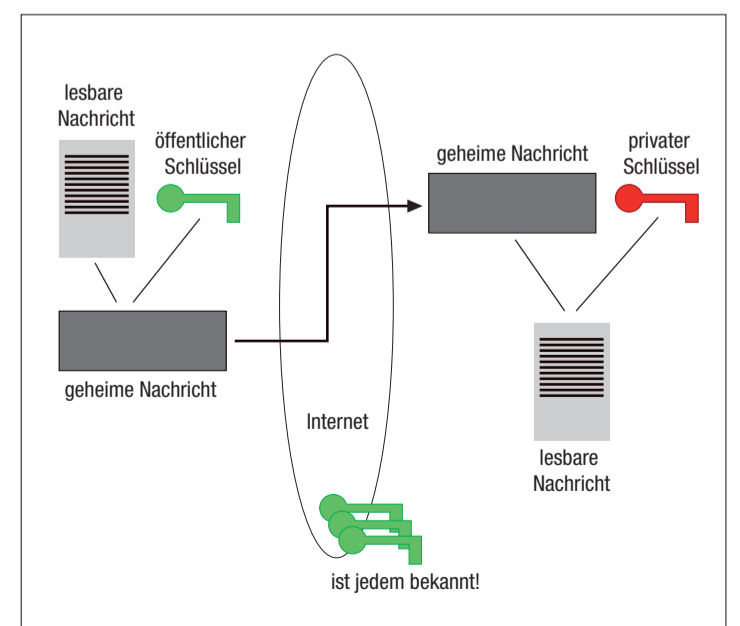 lesbare
Nachricht
öffentlicher
Schlüssel
geheime Nachricht
Internet
ist jedem bekannt!
geheime Nachricht
privater
Schlüssel
lesbare
Nachricht